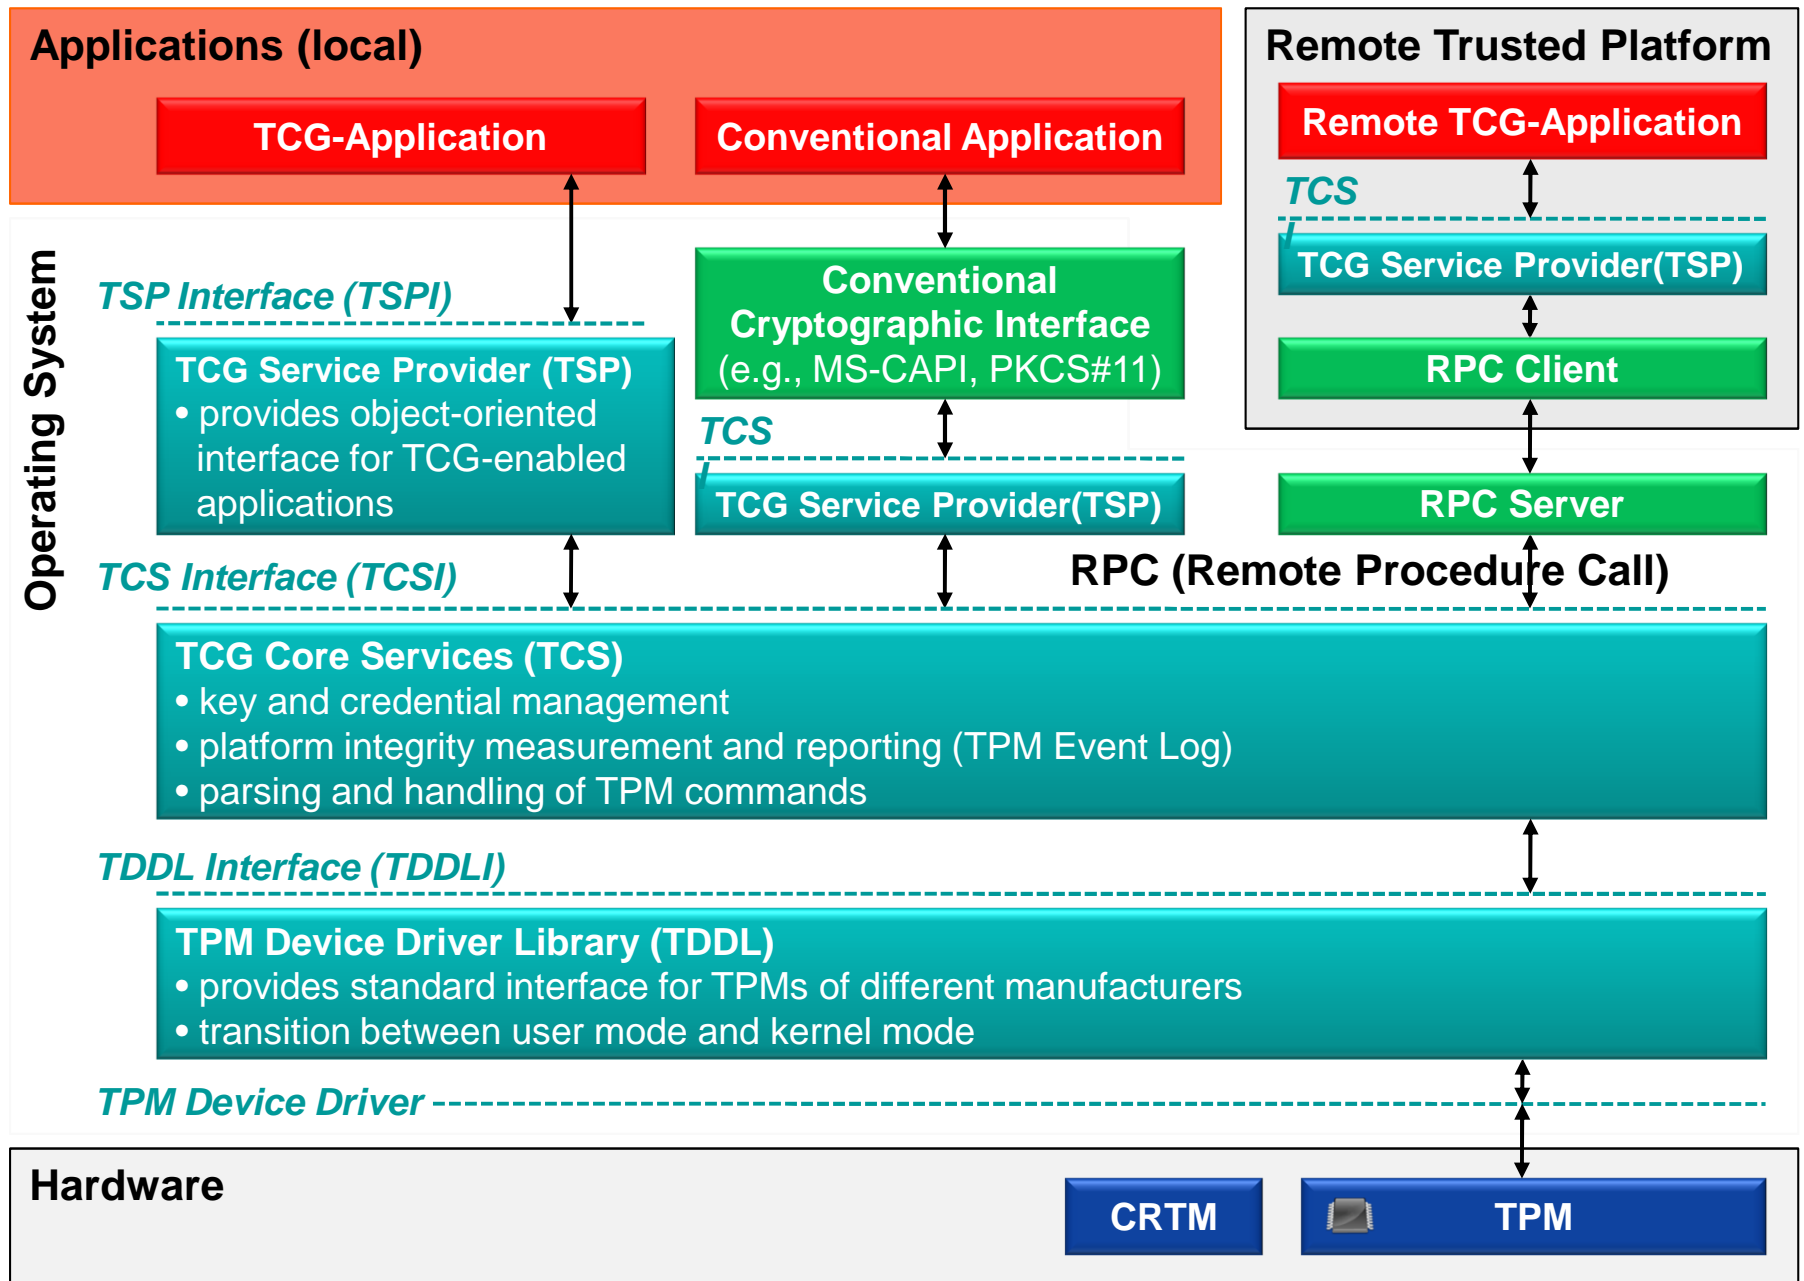 Applications (local)
TCG-Application
Conventional Application
Remote Trusted Platform
Remote TCG-Application
TCS
I
TCG Service Provider(TSP)
RPC Client
Operating System
TSP Interface (TSPI)
TCG Service Provider (TSP)
• provides object-oriented
interface for TCG-enabled
applications
Conventional
Cryptographic Interface
(e.g., MS-CAPI, PKCS#11)
TCS
I
TCG Service Provider(TSP)
RPC Server
RPC (Remote Procedure Call)
TCS Interface (TCSI)
TCG Core Services (TCS)
• key and credential management
• platform integrity measurement and reporting (TPM Event Log)
• parsing and handling of TPM commands
TDDL Interface (TDDLI)
TPM Device Driver Library (TDDL)
• provides standard interface for TPMs of different manufacturers
• transition between user mode and kernel mode
TPM Device Driver
Hardware
CRTM
TPM